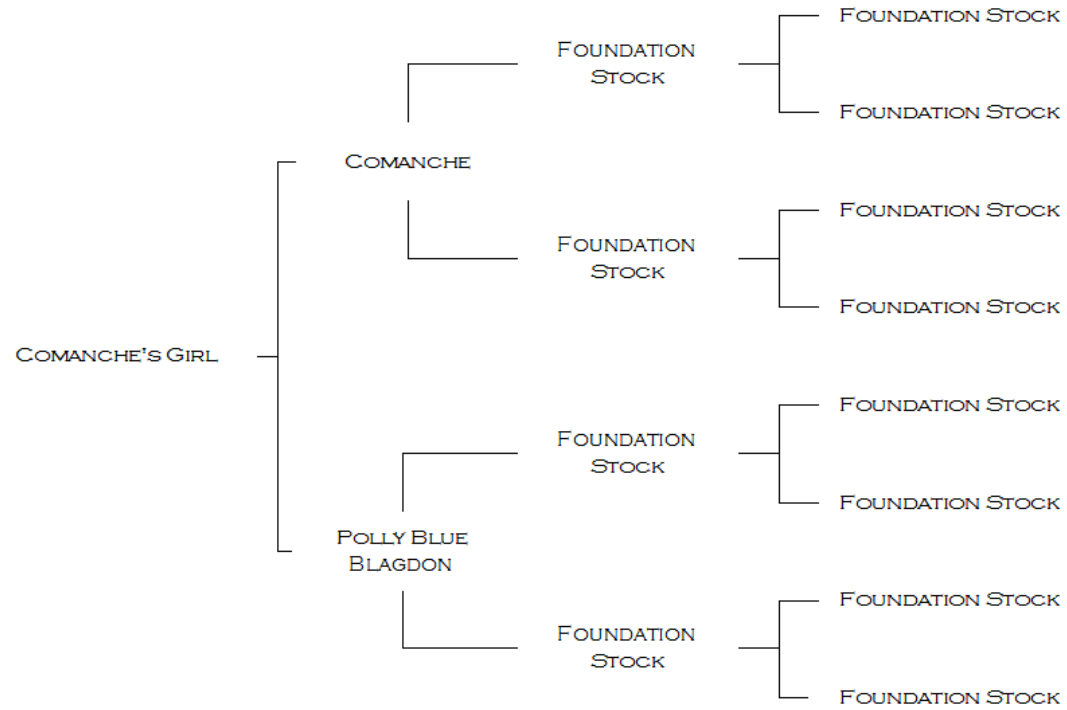 Foundation Stock
Foundation
Stock
Foundation Stock
Comanche
Foundation Stock
Foundation
Stock
Foundation Stock
Comanche's Girl
Foundation Stock
Foundation
Stock
Foundation Stock
Polly Blue
Blagdon
Foundation Stock
Foundation
Stock
Foundation Stock